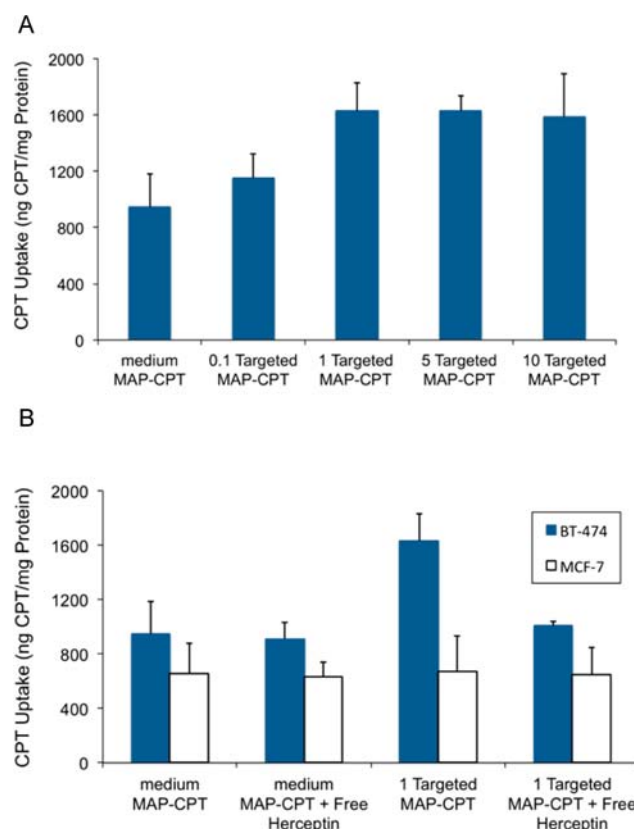 A
CPT Uptake (ng CPT/mg Protein)
2000
1600
1200
800
400
0
medium
MAP-CPT
0.1 Targeted
MAP-CPT
1 Targeted
MAP-CPT
5 Targeted
MAP-CPT
10 Targeted
MAP-CPT
B
CPT Uptake (ng CPT/mg Protein)
2000
1600
1200
800
400
0
BT-474
MCF-7
medium
MAP-CPT
medium
MAP-CPT + Free
Herceptin
1 Targeted
MAP-CPT
1 Targeted
MAP-CPT + Free
Herceptin